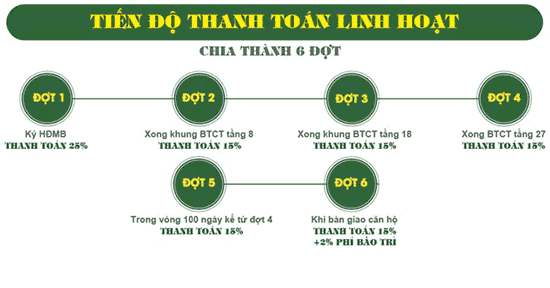 TIẾN ĐỘ THANH TOÁN LINH HOẠT
CHIA THÀNH 6 ĐỢT
ĐỢT 1
ĐỢT 2
ĐỢT 3
ĐỢT 4
Ký HĐMB
THANH TOÁN 25%
Xong khung BTCT tầng 8
THANH TOÁN 15%
Xong khung BTCT tầng 18
THANH TOÁN 15%
Xong khung BTCT tầng 27
THANH TOÁN 15%
ĐỢT 5
ĐỢT 6
Trong vòng 100 ngày kể từ đợt 4
THANH TOÁN 15%
Khi bàn giao căn hộ
THANH TOÁN 15%
+2% PHÍ BẢO TRÌ